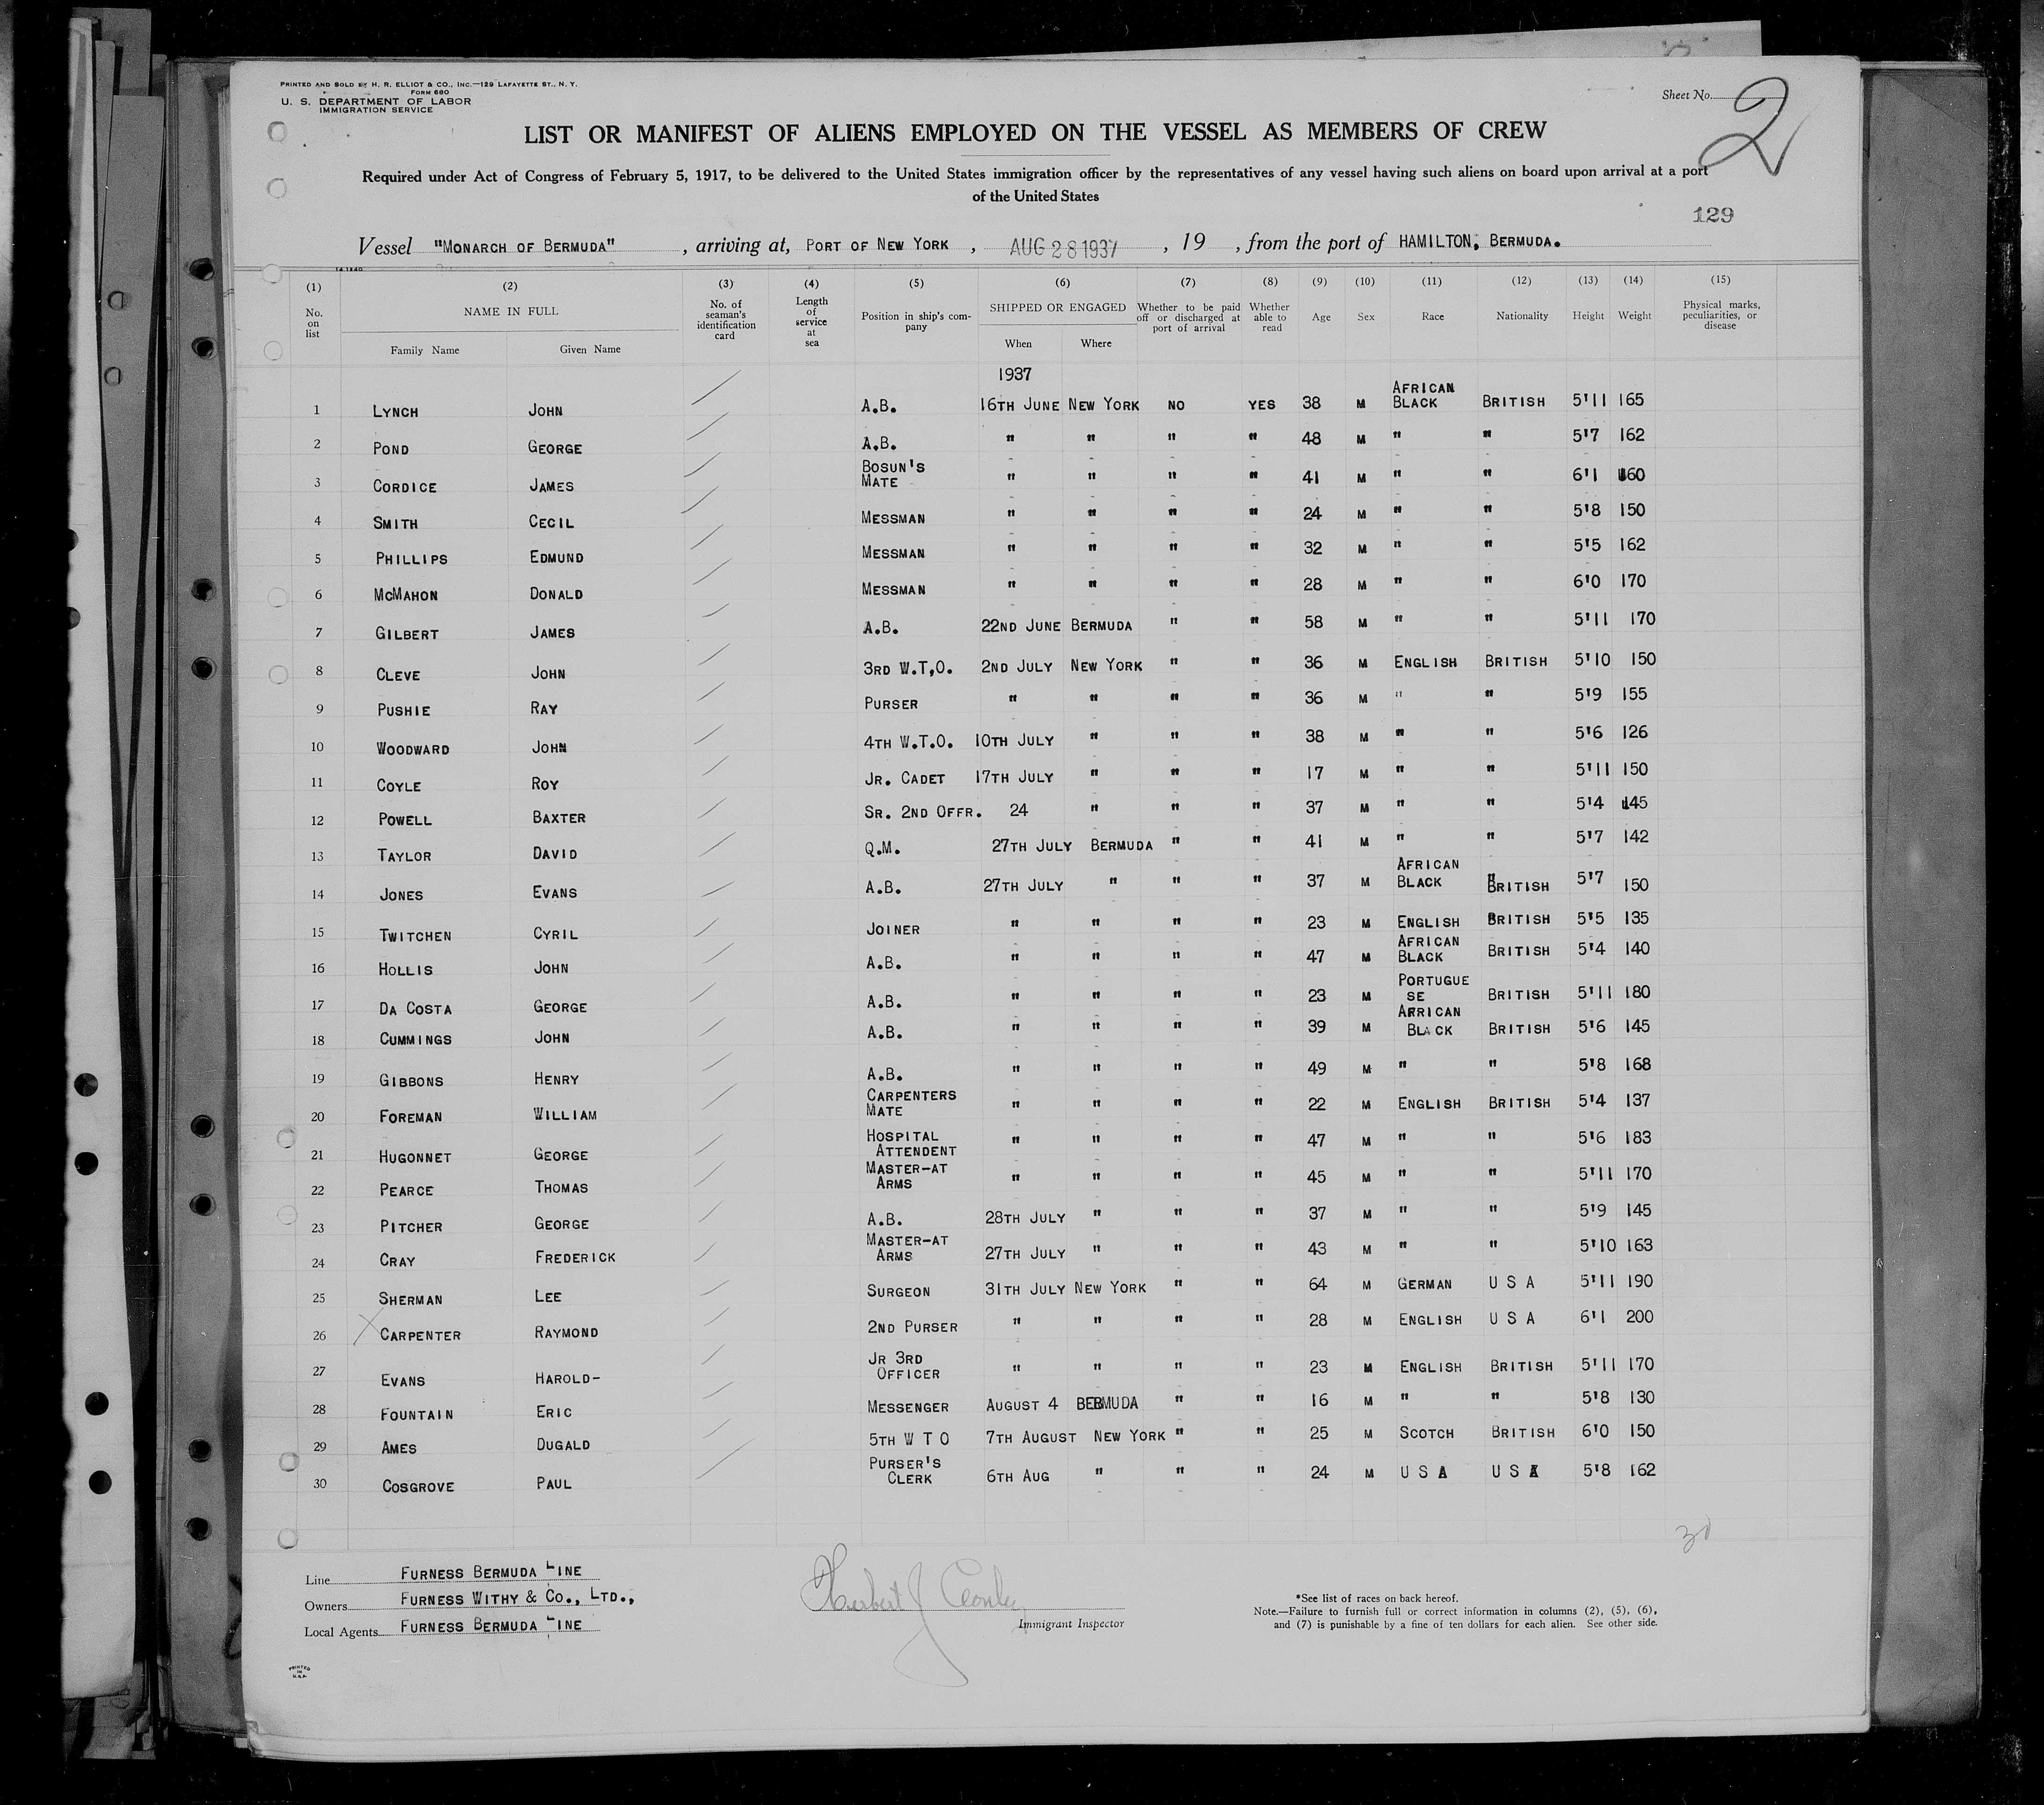 PRINTED AND SOLD BY H. R. ELLIOT & CO., INC.—129 LAFAYETTE ST., N. Y.
FORM 680
U. S. DEPARTMENT OF LABOR
IMMIGRATION SERVICE
Sheet No. 2
LIST OR MANIFEST OF ALIENS EMPLOYED ON THE VESSEL AS MEMBERS OF CREW
Required under Act of Congress of February 5, 1917, to be delivered to the United States immigration officer by the representatives of any vessel having such aliens on board upon arrival at a port
of the United States
129
Vessel "MONARCH OF BERMUDA", arriving at, PORT OF NEW YORK, AUG 28 1937, 19 , from the port of HAMILTON, BERMUDA.
(1) (2) (3) (4) (5) (6) (7) (8) (9) (10) (11) (12) (13) (14) (15)
No. on list NAME IN FULL Family Name Given Name No. of seaman's identification card Length of service at sea Position in ship's company SHIPPED OR ENGAGED When Where Whether to be paid off or discharged at port of arrival Whether able to read Age Sex Race Nationality Height Weight Physical marks, peculiarities, or disease
1937
1 LYNCH JOHN A.B. 16TH JUNE NEW YORK NO YES 38 M AFRICAN BLACK BRITISH 5'11 165
2 POND GEORGE A.B. " " " " 48 M " " 5'7 162
3 CORDICE JAMES BOSUN'S MATE " " " " 41 M " " 6'1 160
4 SMITH CECIL MESSMAN " " " " 24 M " " 5'8 150
5 PHILLIPS EDMUND MESSMAN " " " " 32 M " " 5'5 162
6 MCMAHON DONALD MESSMAN " " " " 28 M " " 6'0 170
7 GILBERT JAMES A.B. 22ND JUNE BERMUDA " " 58 M " " 5'11 170
8 CLEVE JOHN 3RD W.T,O. 2ND JULY NEW YORK " " 36 M ENGLISH BRITISH 5'10 150
9 PUSHIE RAY PURSER " " " " 36 M " " 5'9 155
10 WOODWARD JOHN 4TH W.T.O. 10TH JULY " " " 38 M " " 5'6 126
11 COYLE ROY JR. CADET 17TH JULY " " " 17 M " " 5'11 150
12 POWELL BAXTER SR. 2ND OFFR. 24 " " " 37 M " " 5'4 145
13 TAYLOR DAVID Q.M. 27TH JULY BERMUDA " " 41 M " " 5'7 142
14 JONES EVANS A.B. 27TH JULY " " " 37 M AFRICAN BLACK BRITISH 5'7 150
15 TWITCHEN CYRIL JOINER " " " " 23 M ENGLISH BRITISH 5'5 135
16 HOLLIS JOHN A.B. " " " " 47 M AFRICAN BLACK BRITISH 5'4 140
17 DA COSTA GEORGE A.B. " " " " 23 M PORTUGUE SE BRITISH 5'11 180
18 CUMMINGS JOHN A.B. " " " " 39 M AFRICAN BLACK BRITISH 5'6 145
19 GIBBONS HENRY A.B. " " " " 49 M " " 5'8 168
20 FOREMAN WILLIAM CARPENTERS MATE " " " " 22 M ENGLISH BRITISH 5'4 137
21 HUGONNET GEORGE HOSPITAL ATTENDENT " " " " 47 M " " 5'6 183
22 PEARCE THOMAS MASTER-AT ARMS " " " " 45 M " " 5'11 170
23 PITCHER GEORGE A.B. 28TH JULY " " " 37 M " " 5'9 145
24 CRAY FREDERICK MASTER-AT ARMS 27TH JULY " " " 43 M " " 5'10 163
25 SHERMAN LEE SURGEON 31TH JULY NEW YORK " " 64 M GERMAN U S A 5'11 190
26 CARPENTER RAYMOND 2ND PURSER " " " " 28 M ENGLISH U S A 6'1 200
27 EVANS HAROLD- JR 3RD OFFICER " " " " 23 M ENGLISH BRITISH 5'11 170
28 FOUNTAIN ERIC MESSENGER AUGUST 4 BERMUDA " " 16 M " " 5'8 130
29 AMES DUGALD 5TH W T O 7TH AUGUST NEW YORK " " 25 M SCOTCH BRITISH 6'0 150
30 COSGROVE PAUL PURSER'S CLERK 6TH AUG " " " 24 M U S A U S A 5'8 162
30
Line FURNESS BERMUDA LINE
Owners FURNESS WITHY & CO., LTD.,
Local Agents FURNESS BERMUDA LINE
Herbert J
Immigrant Inspector
*See list of races on back hereof.
Note.—Failure to furnish full or correct information in columns (2), (5), (6),
and (7) is punishable by a fine of ten dollars for each alien. See other side.
PRINTED
IN
U.S.A.